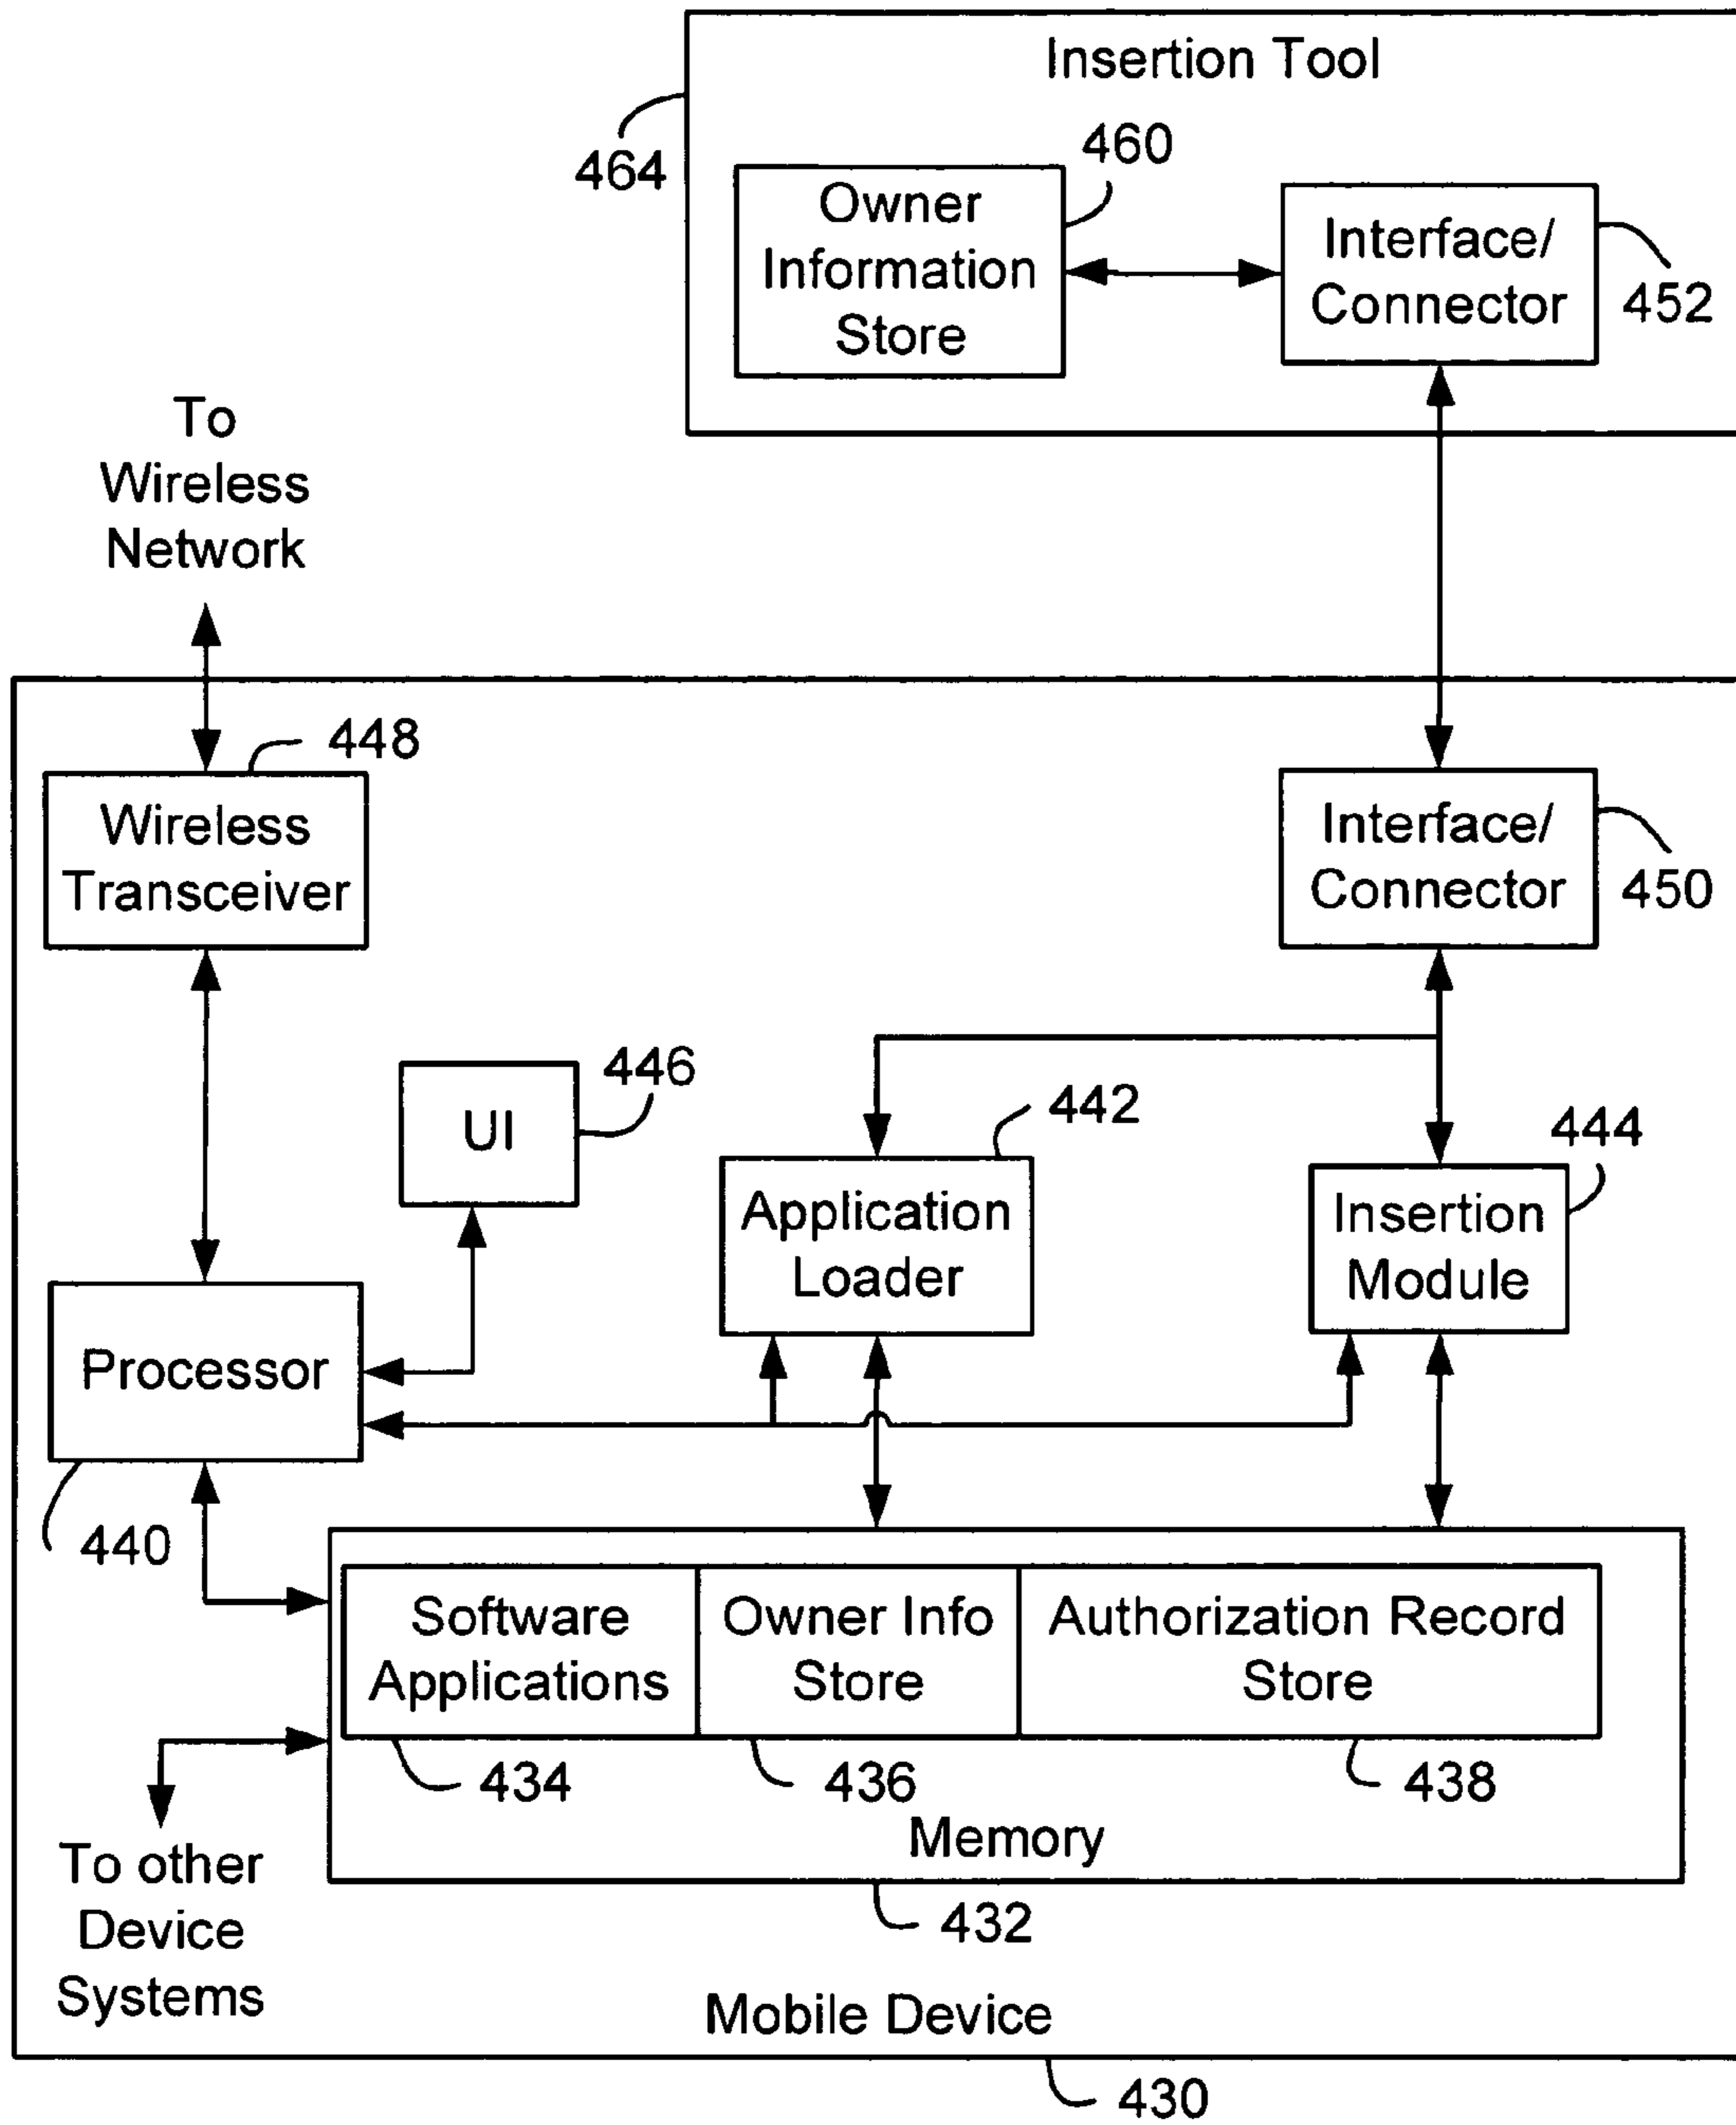 Insertion Tool
464
460
Owner
Information
Store
Interface/
Connector
452
To
Wireless
Network
448
Wireless
Transceiver
Interface/
Connector
450
446
UI
442
444
Application
Loader
Insertion
Module
Processor
440
Software
Applications
Owner Info
Store
Authorization Record
Store
434
436
438
Memory
To other
Device
Systems
432
Mobile Device
430